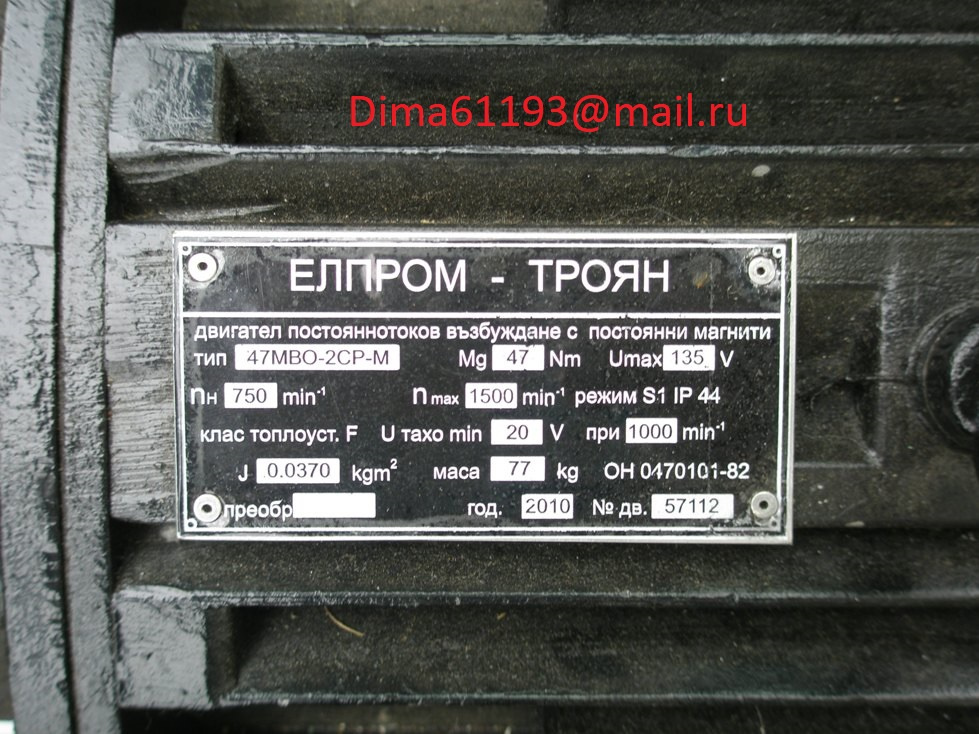 Dima61193@mail.ru
ЕЛПРОМ - ТРОЯН
двигател постояннотоков възбуждане с постоянни магнити
тип 47МВО-2СР-М Mg 47 Nm Umax 135 V
nн 750 min⁻¹ n max 1500 min⁻¹ режим S1 IP 44
клас топлоуст. F U тахо min 20 V при 1000 min⁻¹
J 0.0370 kgm² маса 77 kg ОН 0470101-82
преобр год. 2010 № дв. 57112